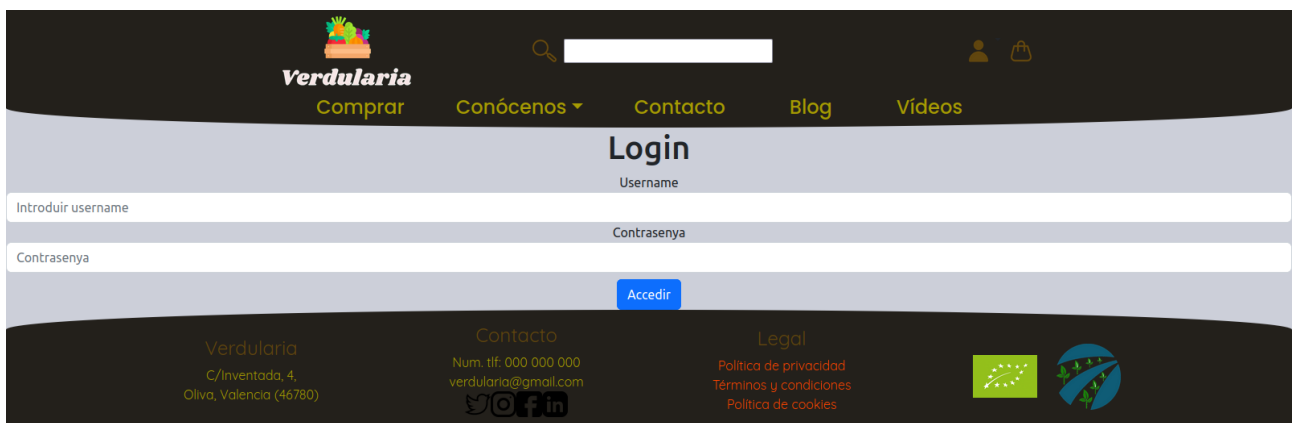 Verdularia
Comprar Conócenos Contacto Blog Vídeos
Login
Username
Introduir username
Contrasenya
Contrasenya
Accedir
Verdularia
C/Inventada, 4,
Oliva, Valencia (46780)
Contacto
Num. tlf: 000 000 000
verdularia@gmail.com
Legal
Política de privacidad
Términos y condiciones
Política de cookies